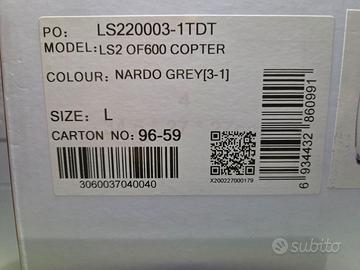 PO: LS220003-1TDT
MODEL: LS2 OF600 COPTER
COLOUR: NARDO GREY[3-1]
SIZE: L
CARTON NO: 96-59
3060037040040
X200227000179
6 934432 860991
subito